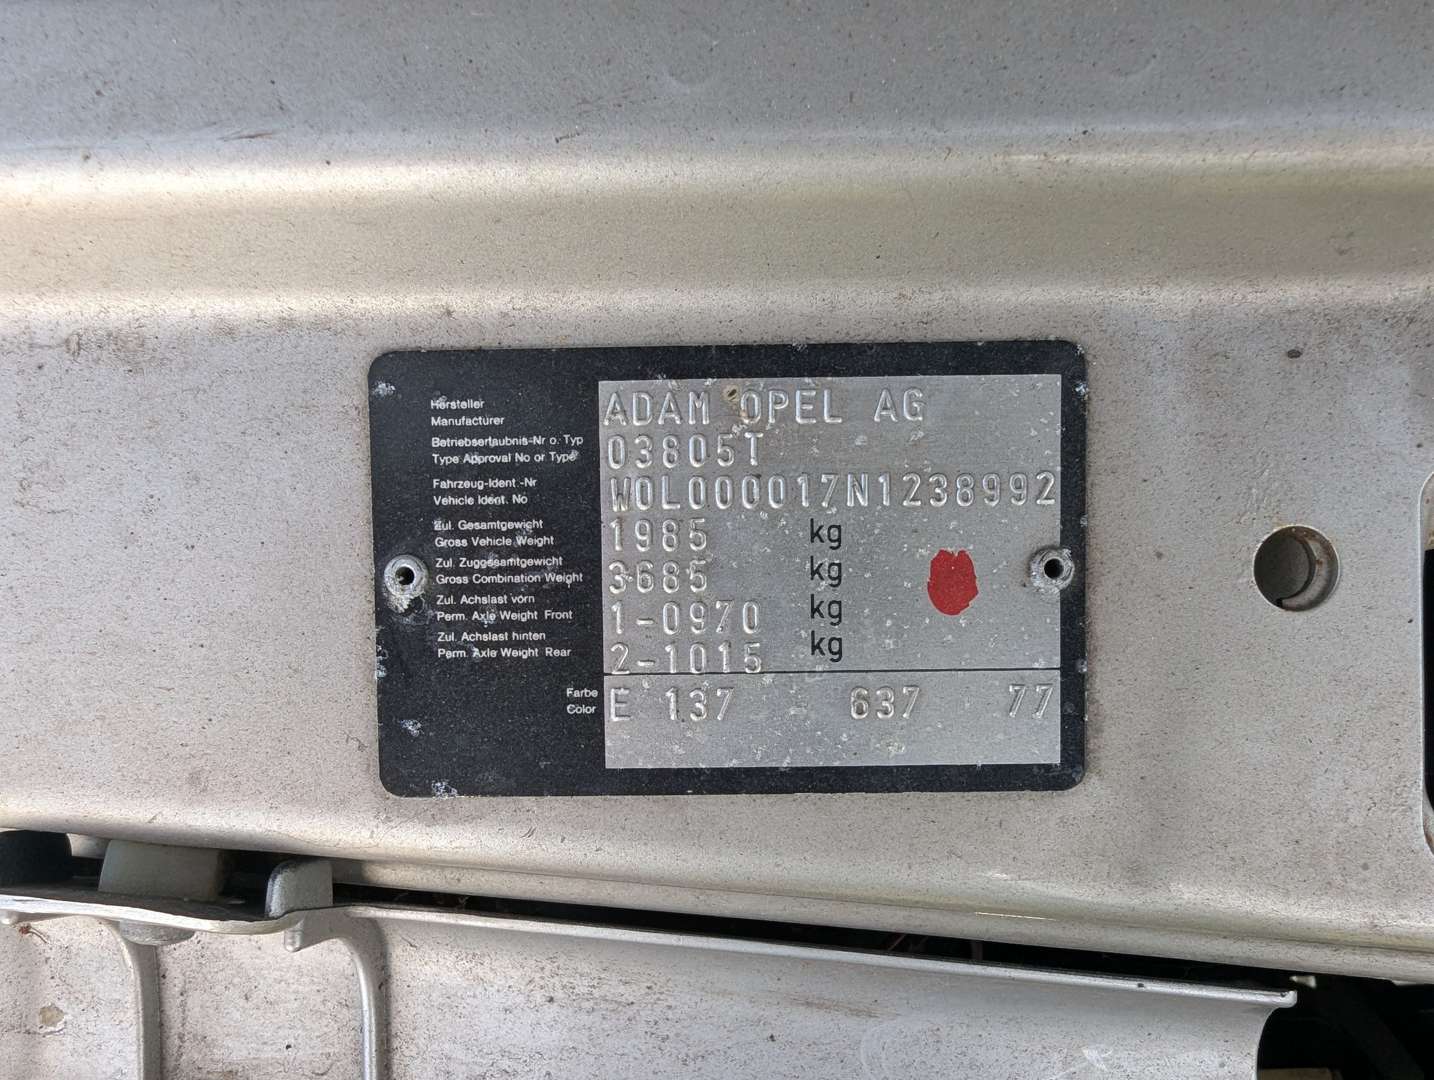 Hersteller
Manufacturer
ADAM OPEL AG
Betriebserlaubnis-Nr o. Typ
Type Approval No or Type
03805T
Fahrzeug-Ident.-Nr
Vehicle Ident. No
W0L000017N1238992
Zul. Gesamtgewicht
Gross Vehicle Weight
1985 kg
Zul. Zuggesamtgewicht
Gross Combination Weight
3685 kg
Zul. Achslast vorn
Perm. Axle Weight Front
1-0970 kg
Zul. Achslast hinten
Perm. Axle Weight Rear
2-1015 kg
Farbe
Color
E 137 637 77